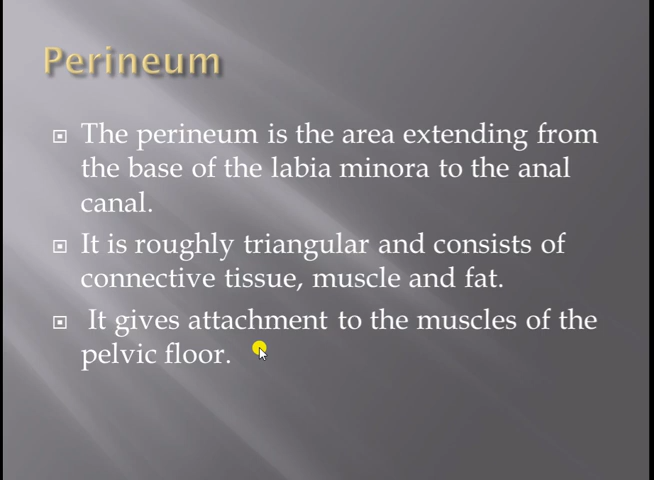 Perineum
The perineum is the area extending from
the base of the labia minora to the anal
canal.
It is roughly triangular and consists of
connective tissue, muscle and fat.
It gives attachment to the muscles of the
pelvic floor.